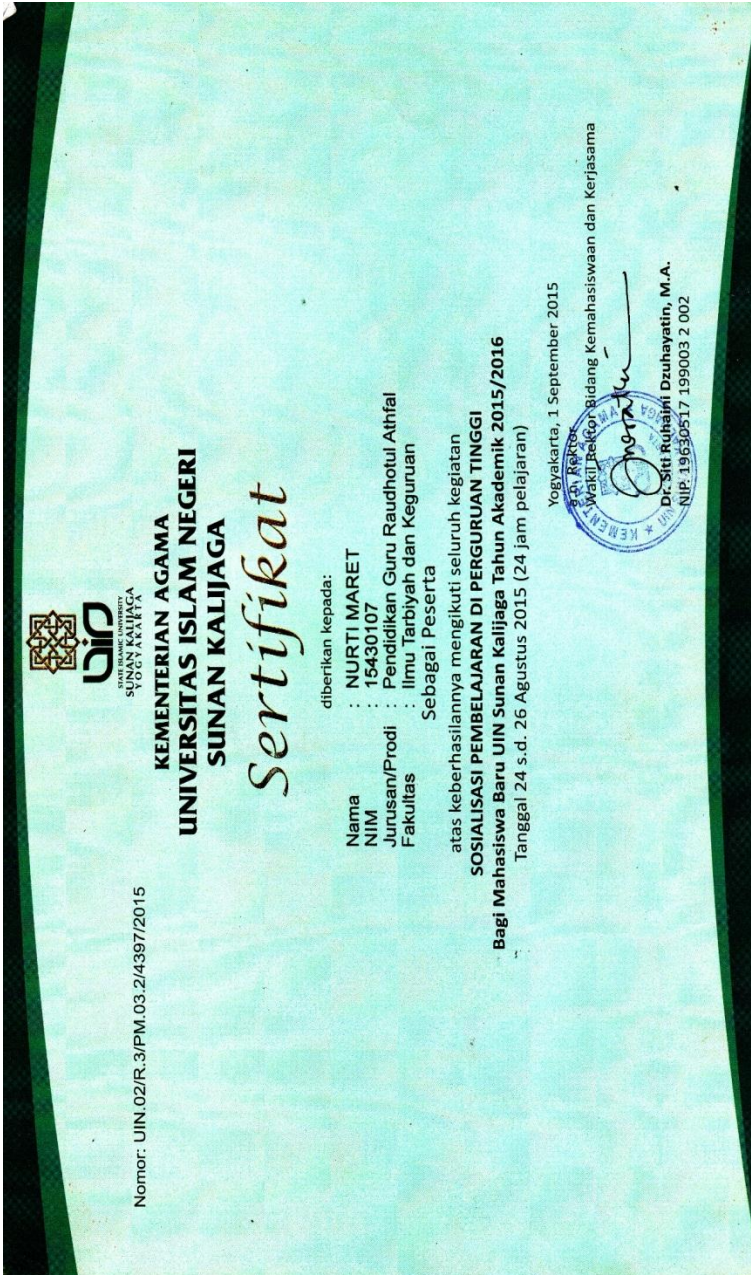 Nomor: UIN.02/R.3/PM.03.2/4397/2015
uin
STATE ISLAMIC UNIVERSITY
SUNAN KALIJAGA
YOGYAKARTA
KEMENTERIAN AGAMA
UNIVERSITAS ISLAM NEGERI
SUNAN KALIJAGA
Sertifikat
diberikan kepada:
Nama : NURTI MARET
NIM : 15430107
Jurusan/Prodi : Pendidikan Guru Raudhotul Athfal
Fakultas : Ilmu Tarbiyah dan Keguruan
Sebagai Peserta
atas keberhasilannya mengikuti seluruh kegiatan
SOSIALISASI PEMBELAJARAN DI PERGURUAN TINGGI
Bagi Mahasiswa Baru UIN Sunan Kalijaga Tahun Akademik 2015/2016
Tanggal 24 s.d. 26 Agustus 2015 (24 jam pelajaran)
Yogyakarta, 1 September 2015
a.n. Rektor
Wakil Rektor Bidang Kemahasiswaan dan Kerjasama
KEMENTERIAN AGAMA
Dr. Siti Ruhaini Dzuhayatin, M.A.
NIP. 19630517 199003 2 002